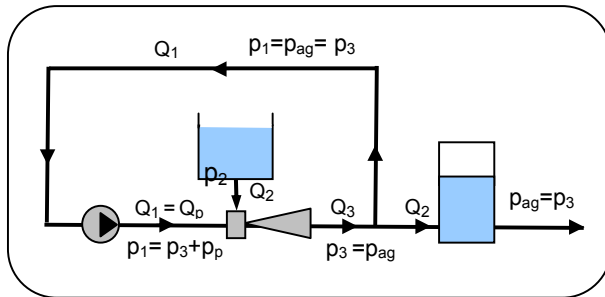 Q1 p1=pag= p3
p2
Q2
Q1 = Qp
Q3
Q2
pag=p3
p1= p3+pp
p3 =pag